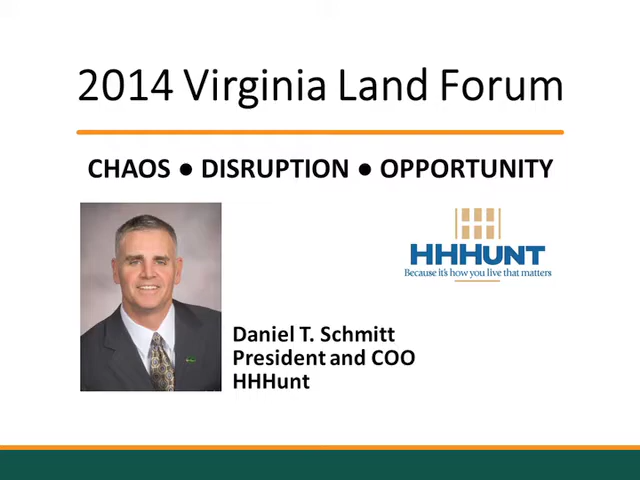 2014 Virginia Land Forum
CHAOS ● DISRUPTION ● OPPORTUNITY
HHHUNT
Because it's how you live that matters
Daniel T. Schmitt
President and COO
HHHunt